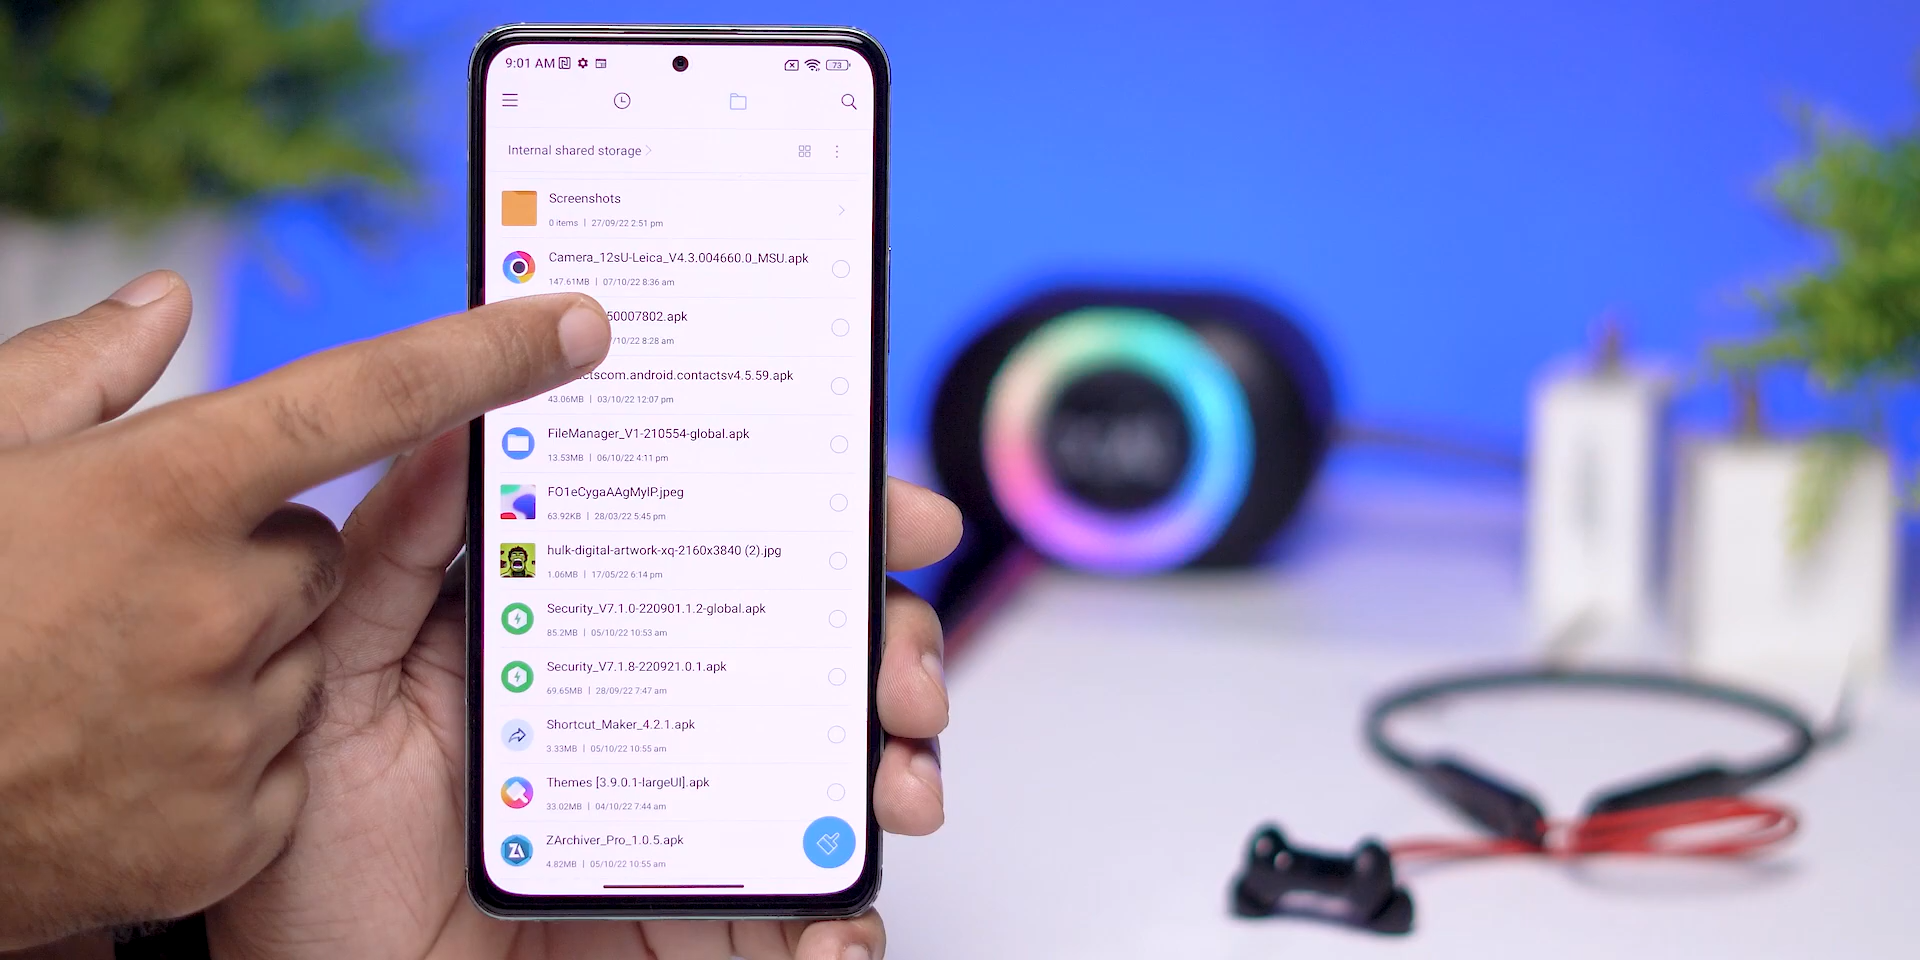 9:01 AM
73
Internal shared storage
Screenshots
0 items | 27/09/22 2:51 pm
Camera_12sU-Leica_V4.3.004660.0_MSU.apk
147.61MB | 07/10/22 8:36 am
50007802.apk
/10/22 8:28 am
ctscom.android.contactsv4.5.59.apk
43.06MB | 03/10/22 12:07 pm
FileManager_V1-210554-global.apk
13.53MB | 06/10/22 4:11 pm
FO1eCygaAAgMyIP.jpeg
63.92KB | 28/03/22 5:45 pm
hulk-digital-artwork-xq-2160x3840 (2).jpg
1.06MB | 17/05/22 6:14 pm
Security_V7.1.0-220901.1.2-global.apk
85.2MB | 05/10/22 10:53 am
Security_V7.1.8-220921.0.1.apk
69.65MB | 28/09/22 7:47 am
Shortcut_Maker_4.2.1.apk
3.33MB | 05/10/22 10:55 am
Themes [3.9.0.1-largeUI].apk
33.02MB | 04/10/22 7:44 am
ZA
ZArchiver_Pro_1.0.5.apk
4.82MB | 05/10/22 10:55 am